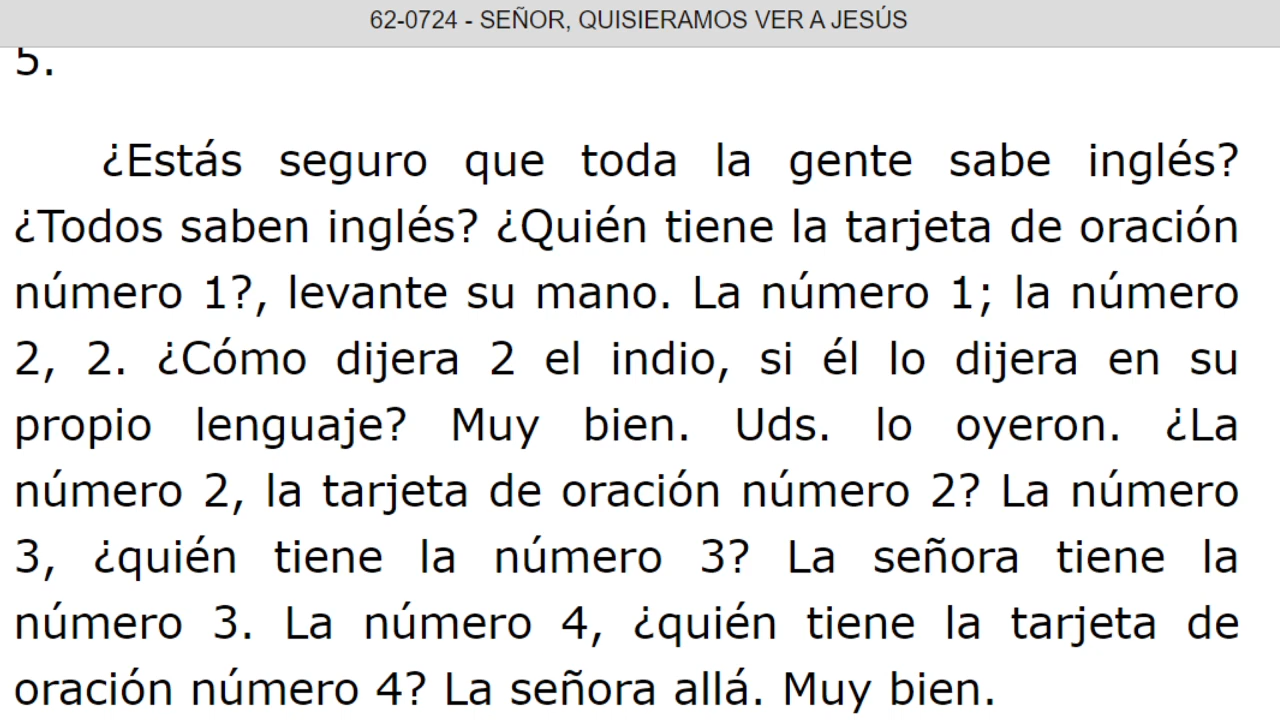 62-0724 - SEÑOR, QUISIERAMOS VER A JESÚS
5.
¿Estás seguro que toda la gente sabe inglés?
¿Todos saben inglés? ¿Quién tiene la tarjeta de oración
número 1?, levante su mano. La número 1; la número
2, 2. ¿Cómo dijera 2 el indio, si él lo dijera en su
propio lenguaje? Muy bien. Uds. lo oyeron. ¿La
número 2, la tarjeta de oración número 2? La número
3, ¿quién tiene la número 3? La señora tiene la
número 3. La número 4, ¿quién tiene la tarjeta de
oración número 4? La señora allá. Muy bien.